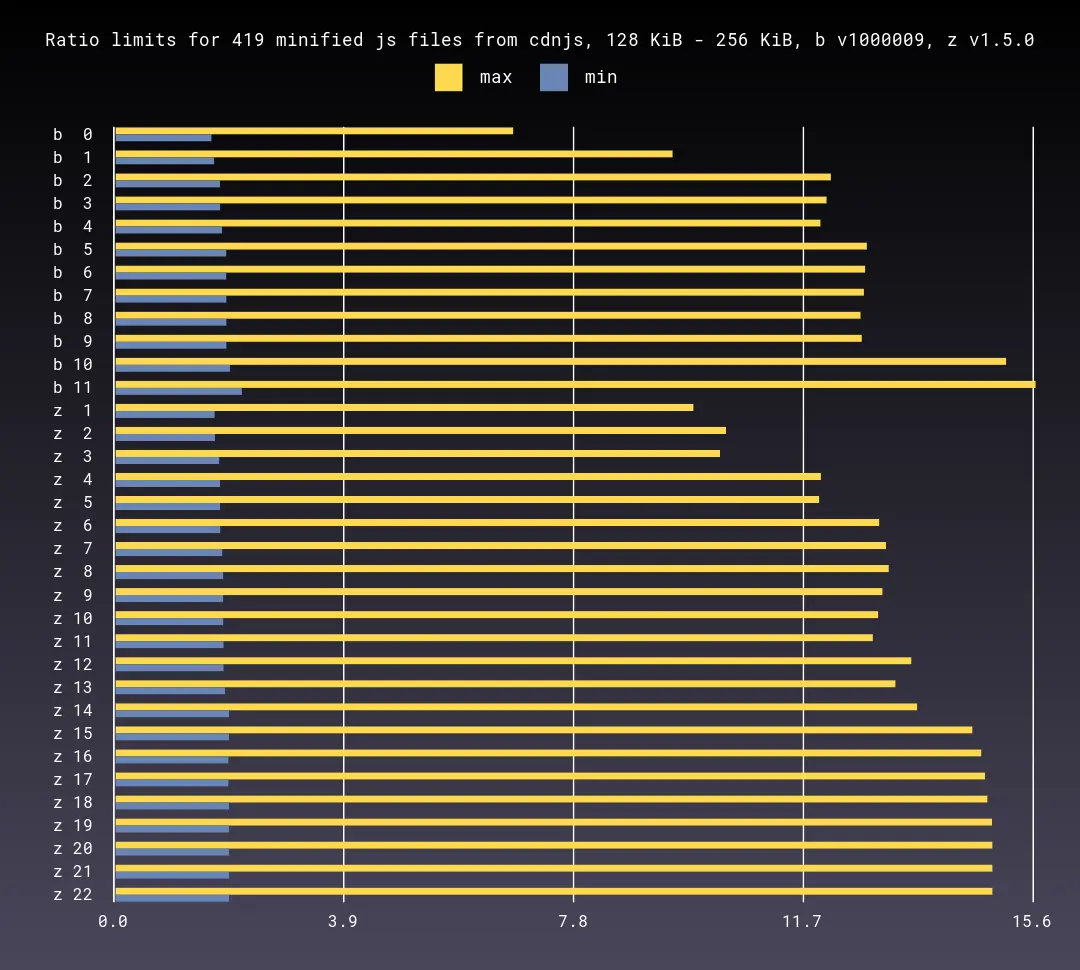 Ratio limits for 419 minified js files from cdnjs, 128 KiB - 256 KiB, b v1000009, z v1.5.0
max min
b 0
b 1
b 2
b 3
b 4
b 5
b 6
b 7
b 8
b 9
b 10
b 11
z 1
z 2
z 3
z 4
z 5
z 6
z 7
z 8
z 9
z 10
z 11
z 12
z 13
z 14
z 15
z 16
z 17
z 18
z 19
z 20
z 21
z 22
0.0 3.9 7.8 11.7 15.6